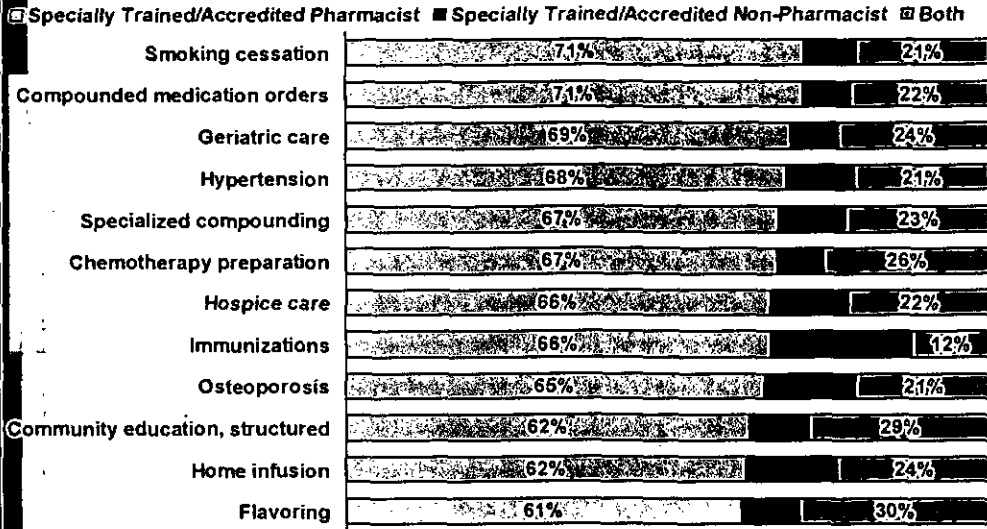 Specially Trained/Accredited Pharmacist Specially Trained/Accredited Non-Pharmacist Both
Smoking cessation 71% 21%
Compounded medication orders 71% 22%
Geriatric care 69% 24%
Hypertension 68% 21%
Specialized compounding 67% 23%
Chemotherapy preparation 67% 26%
Hospice care 66% 22%
Immunizations 66% 12%
Osteoporosis 65% 21%
Community education, structured 62% 29%
Home infusion 62% 24%
Flavoring 61% 30%